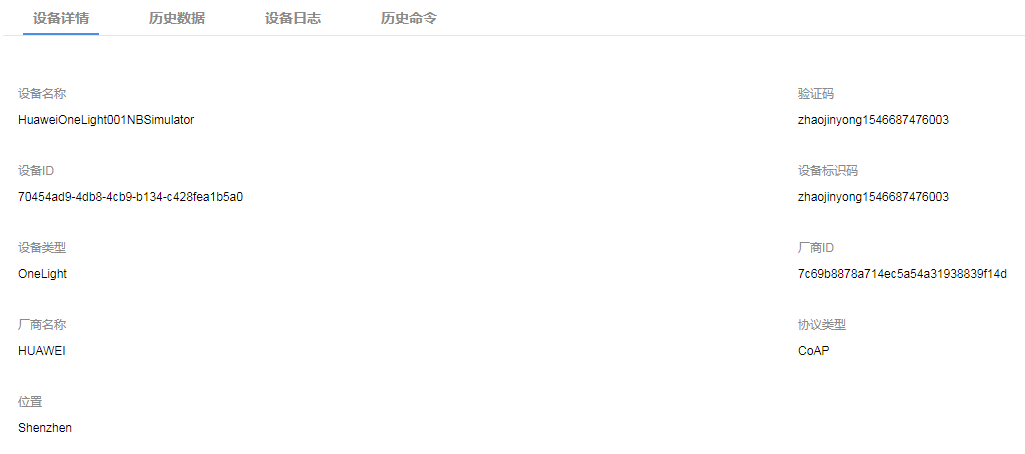 设备详情 历史数据 设备日志 历史命令
设备名称 验证码
HuaweiOneLight001NBSimulator zhaojinyong1546687476003
设备ID 设备标识码
70454ad9-4db8-4cb9-b134-c428fea1b5a0 zhaojinyong1546687476003
设备类型 厂商ID
OneLight 7c69b8878a714ec5a54a31938839f14d
厂商名称 协议类型
HUAWEI CoAP
位置
Shenzhen